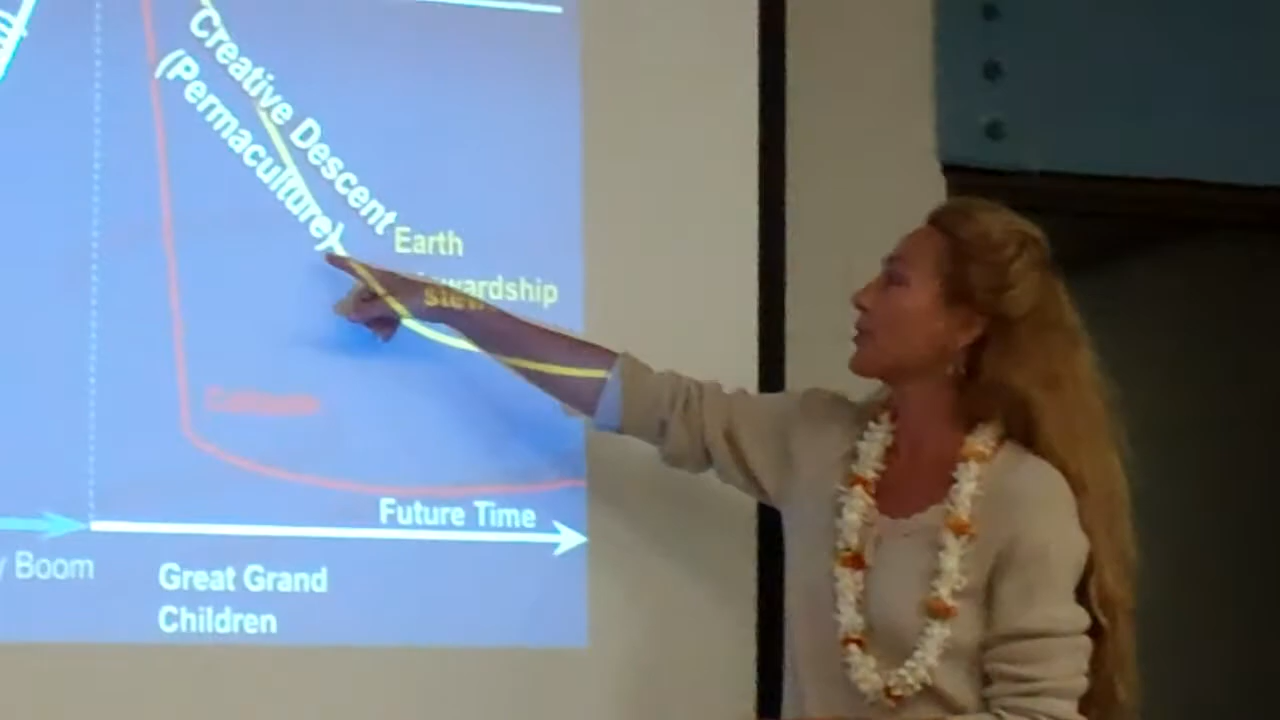 Creative Descent
(Permaculture)
Earth
stewardship
Collapse
Future Time
y Boom
Great Grand
Children